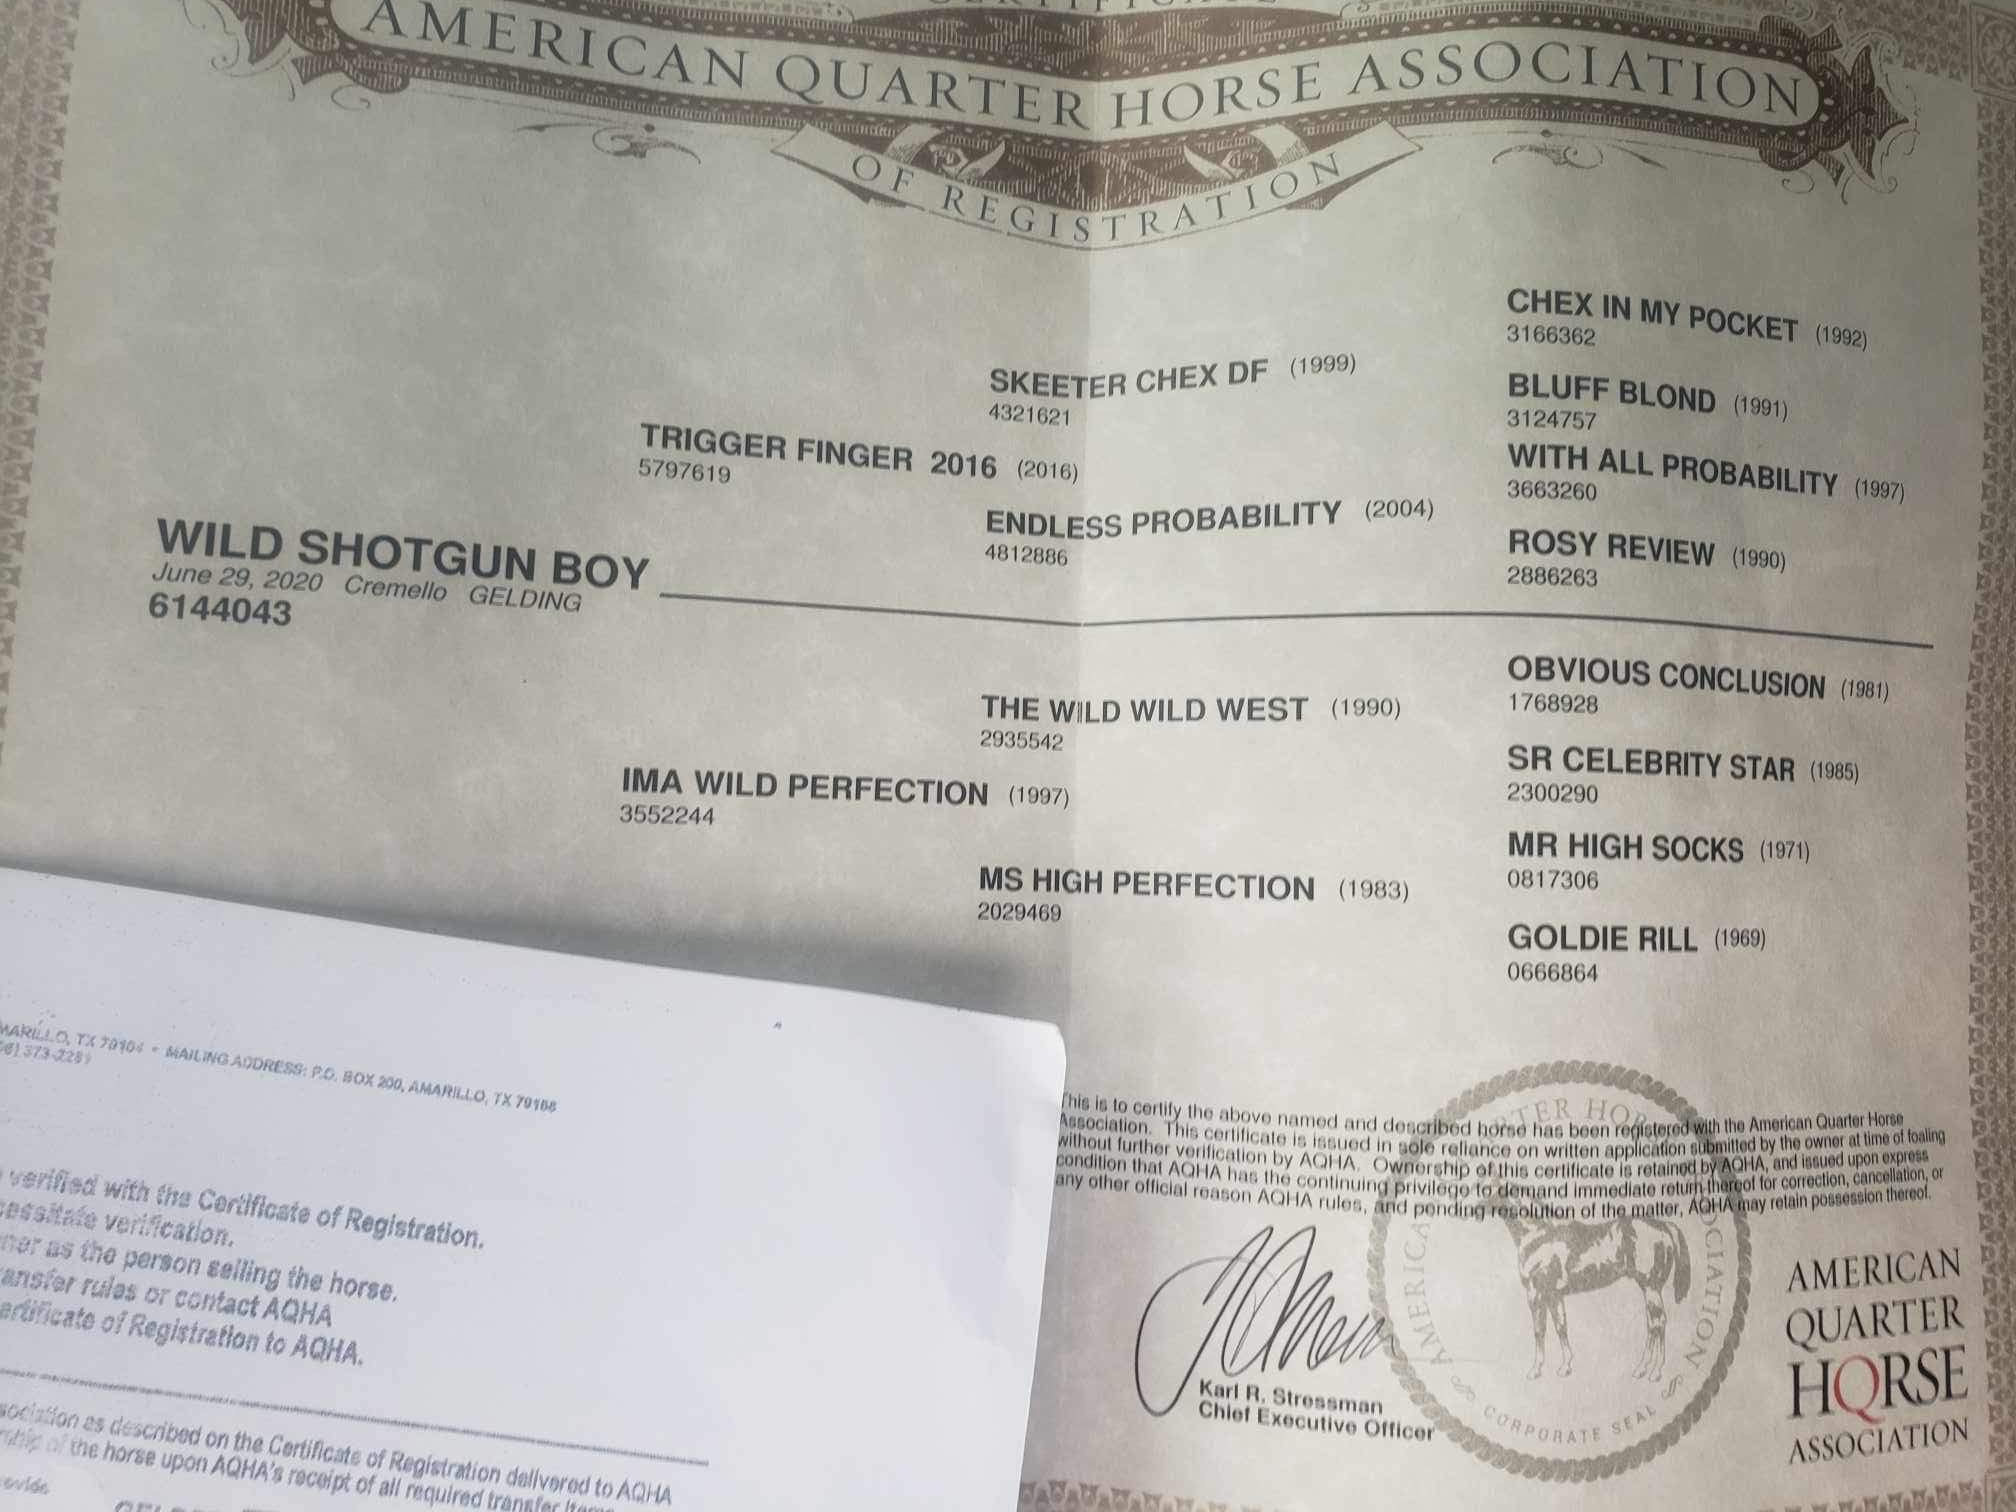 AMERICAN QUARTER HORSE ASSOCIATION
OF REGISTRATION
CHEX IN MY POCKET (1992)
3166362
SKEETER CHEX DF (1999)
4321621
BLUFF BLOND (1991)
3124757
TRIGGER FINGER 2016 (2016)
5797619
WITH ALL PROBABILITY (1997)
3663260
ENDLESS PROBABILITY (2004)
4812886
ROSY REVIEW (1990)
2886263
WILD SHOTGUN BOY
June 29, 2020 Cremello GELDING
6144043
OBVIOUS CONCLUSION (1981)
1768928
THE WILD WILD WEST (1990)
2935542
SR CELEBRITY STAR (1985)
2300290
IMA WILD PERFECTION (1997)
3552244
MR HIGH SOCKS (1971)
0817306
MS HIGH PERFECTION (1983)
2029469
GOLDIE RILL (1969)
0666864
MARILLO, TX 79104 • MAILING ADDRESS: P.O. BOX 200, AMARILLO, TX 79168
verified with the Certificate of Registration.
cessitate verification.
ner as the person selling the horse.
ansfer rules or contact AQHA
ertificate of Registration to AQHA.
sociation as described on the Certificate of Registration delivered to AQHA
rship of the horse upon AQHA's receipt of all required transfer items
This is to certify the above named and described horse has been registered with the American Quarter Horse
Association. This certificate is issued in sole reliance on written application submitted by the owner at time of foaling
without further verification by AQHA. Ownership of this certificate is retained by AQHA, and issued upon express
condition that AQHA has the continuing privilege to demand immediate return thereof for correction, cancellation, or
any other official reason AQHA rules, and pending resolution of the matter, AQHA may retain possession thereof.
Karl R. Stressman
Chief Executive Officer
CORPORATE SEAL
AMERICAN
QUARTER
HORSE
ASSOCIATION